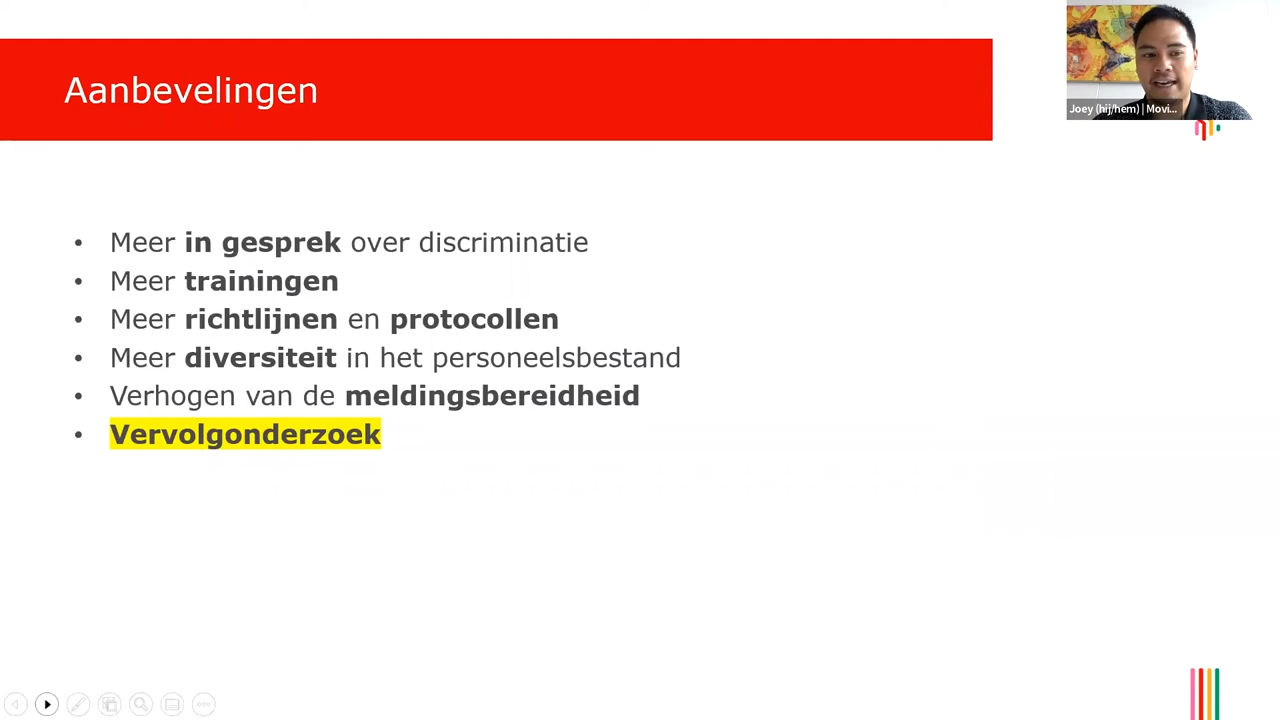 Aanbevelingen
Joey (hij/hem) | Movi...
• Meer in gesprek over discriminatie
• Meer trainingen
• Meer richtlijnen en protocollen
• Meer diversiteit in het personeelsbestand
• Verhogen van de meldingsbereidheid
• Vervolgonderzoek